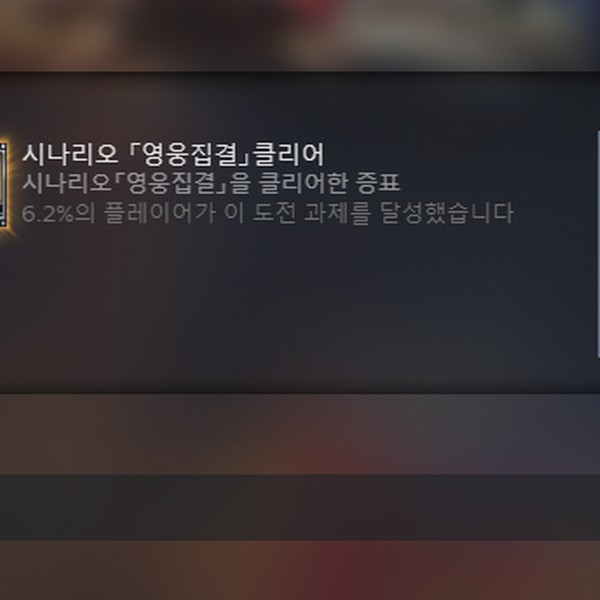 시나리오 「영웅집결」클리어
시나리오「영웅집결」을 클리어한 증표
6.2%의 플레이어가 이 도전 과제를 달성했습니다